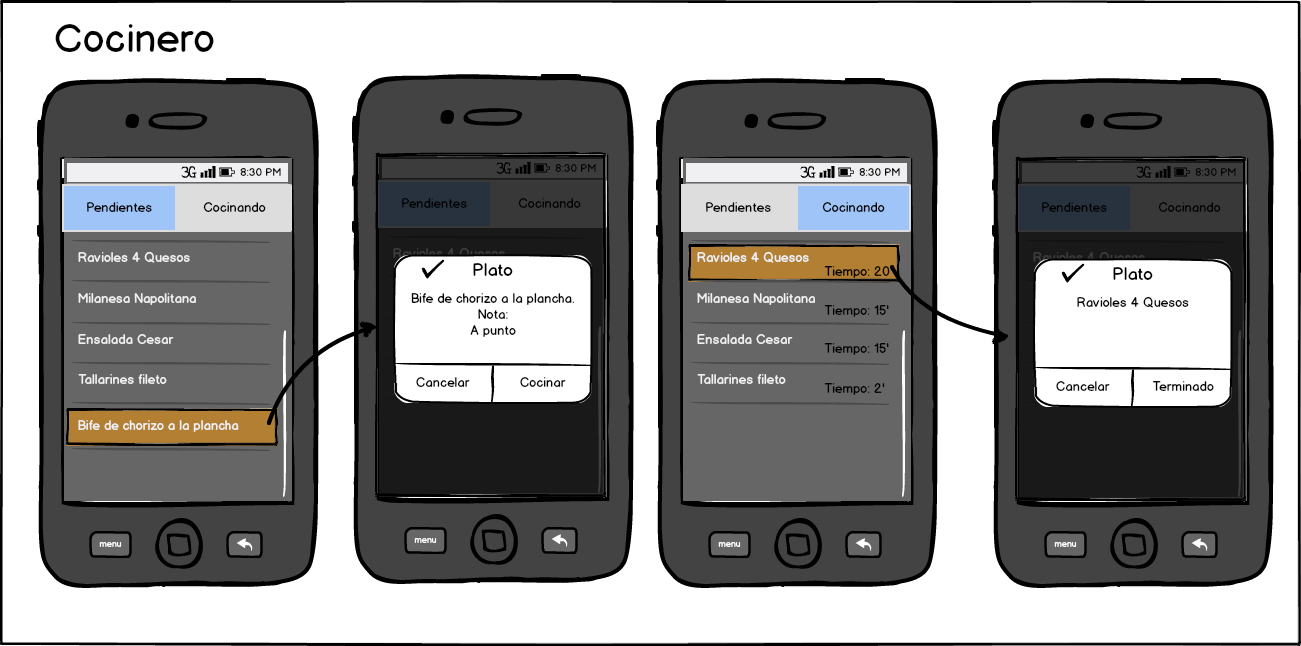 Cocinero
3G 8:30 PM
Pendientes Cocinando
Ravioles 4 Quesos
Milanesa Napolitana
Ensalada Cesar
Tallarines fileto
Bife de chorizo a la plancha
menu
3G 8:30 PM
Pendientes Cocinando
Ravioles 4 Quesos
Plato
Bife de chorizo a la plancha.
Nota:
A punto
Cancelar Cocinar
menu
3G 8:30 PM
Pendientes Cocinando
Ravioles 4 Quesos
Tiempo: 20'
Milanesa Napolitana
Tiempo: 15'
Ensalada Cesar
Tiempo: 15'
Tallarines fileto
Tiempo: 2'
menu
3G 8:30 PM
Pendientes Cocinando
Ravioles 4 Quesos
Plato
Ravioles 4 Quesos
Cancelar Terminado
menu